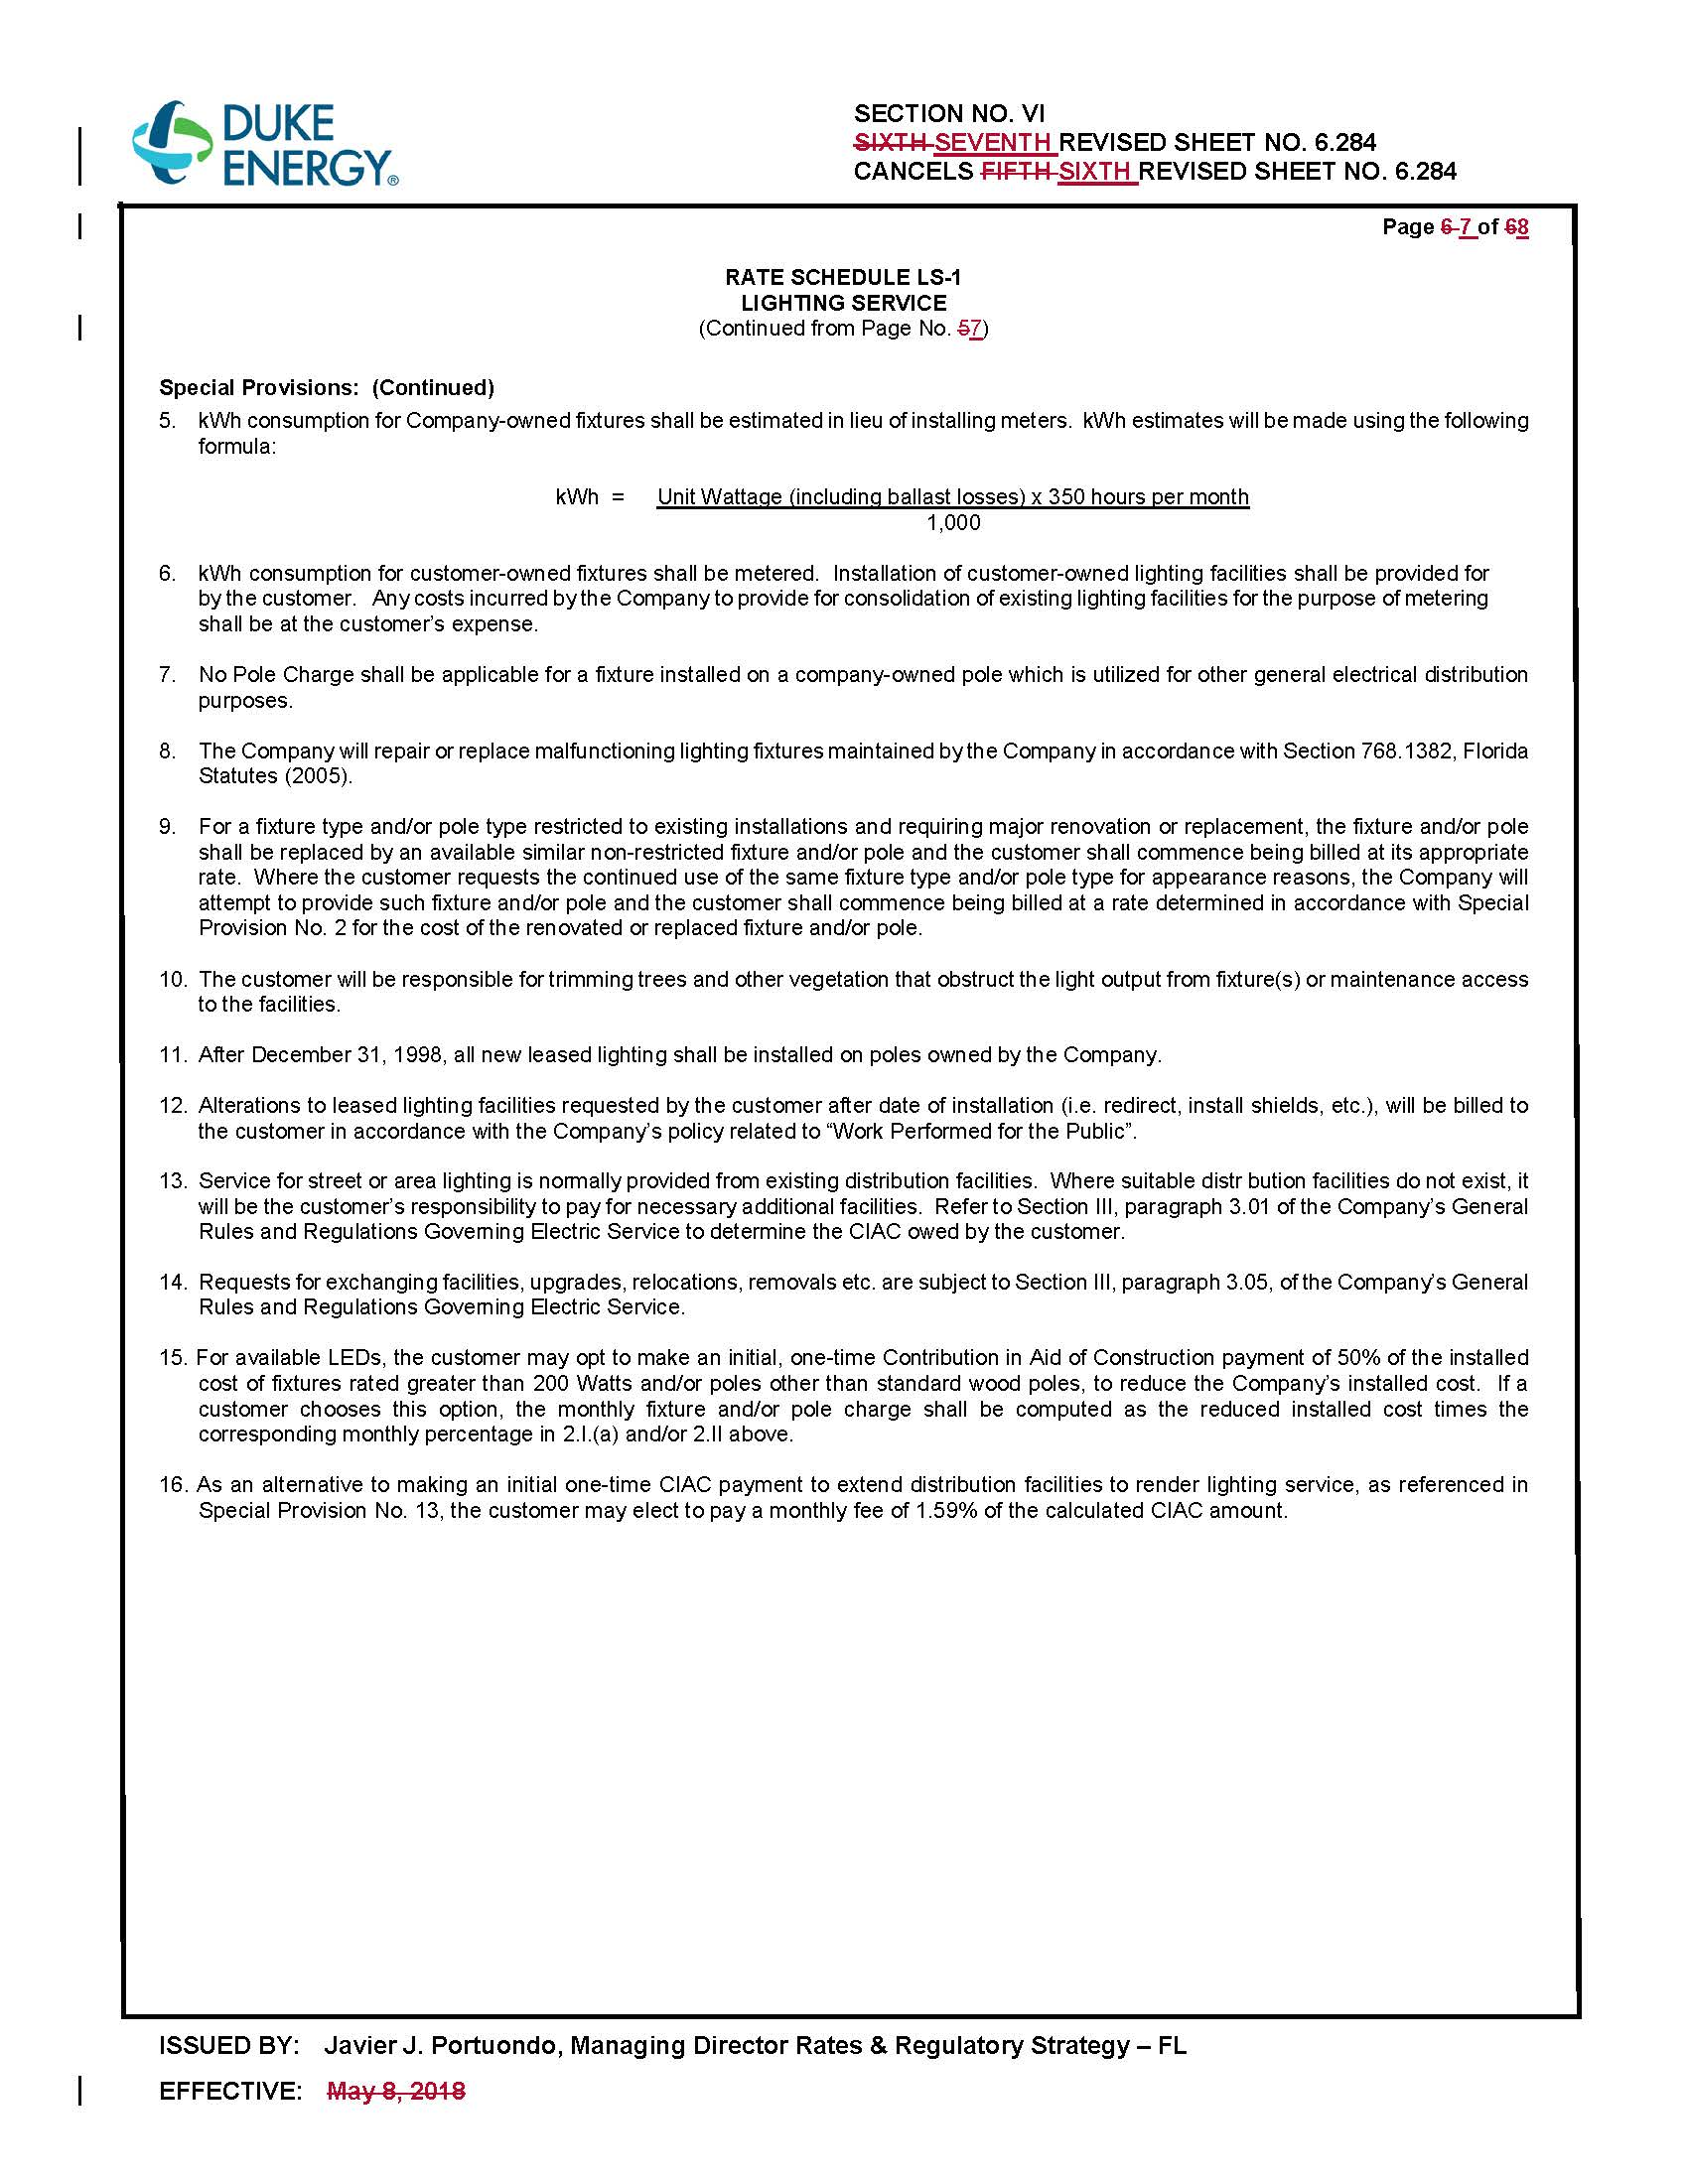 DUKE
ENERGY®
SECTION NO. VI
SIXTH SEVENTH REVISED SHEET NO. 6.284
CANCELS FIFTH SIXTH REVISED SHEET NO. 6.284
Page 6 7 of 68
RATE SCHEDULE LS-1
LIGHTING SERVICE
(Continued from Page No. 57)
Special Provisions: (Continued)
5. kWh consumption for Company-owned fixtures shall be estimated in lieu of installing meters. kWh estimates will be made using the following
formula:
kWh = Unit Wattage (including ballast losses) x 350 hours per month
1,000
6. kWh consumption for customer-owned fixtures shall be metered. Installation of customer-owned lighting facilities shall be provided for
by the customer. Any costs incurred by the Company to provide for consolidation of existing lighting facilities for the purpose of metering
shall be at the customer’s expense.
7. No Pole Charge shall be applicable for a fixture installed on a company-owned pole which is utilized for other general electrical distribution
purposes.
8. The Company will repair or replace malfunctioning lighting fixtures maintained by the Company in accordance with Section 768.1382, Florida
Statutes (2005).
9. For a fixture type and/or pole type restricted to existing installations and requiring major renovation or replacement, the fixture and/or pole
shall be replaced by an available similar non-restricted fixture and/or pole and the customer shall commence being billed at its appropriate
rate. Where the customer requests the continued use of the same fixture type and/or pole type for appearance reasons, the Company will
attempt to provide such fixture and/or pole and the customer shall commence being billed at a rate determined in accordance with Special
Provision No. 2 for the cost of the renovated or replaced fixture and/or pole.
10. The customer will be responsible for trimming trees and other vegetation that obstruct the light output from fixture(s) or maintenance access
to the facilities.
11. After December 31, 1998, all new leased lighting shall be installed on poles owned by the Company.
12. Alterations to leased lighting facilities requested by the customer after date of installation (i.e. redirect, install shields, etc.), will be billed to
the customer in accordance with the Company’s policy related to “Work Performed for the Public”.
13. Service for street or area lighting is normally provided from existing distribution facilities. Where suitable distr bution facilities do not exist, it
will be the customer’s responsibility to pay for necessary additional facilities. Refer to Section III, paragraph 3.01 of the Company’s General
Rules and Regulations Governing Electric Service to determine the CIAC owed by the customer.
14. Requests for exchanging facilities, upgrades, relocations, removals etc. are subject to Section III, paragraph 3.05, of the Company’s General
Rules and Regulations Governing Electric Service.
15. For available LEDs, the customer may opt to make an initial, one-time Contribution in Aid of Construction payment of 50% of the installed
cost of fixtures rated greater than 200 Watts and/or poles other than standard wood poles, to reduce the Company’s installed cost. If a
customer chooses this option, the monthly fixture and/or pole charge shall be computed as the reduced installed cost times the
corresponding monthly percentage in 2.I.(a) and/or 2.II above.
16. As an alternative to making an initial one-time CIAC payment to extend distribution facilities to render lighting service, as referenced in
Special Provision No. 13, the customer may elect to pay a monthly fee of 1.59% of the calculated CIAC amount.
ISSUED BY: Javier J. Portuondo, Managing Director Rates & Regulatory Strategy – FL
EFFECTIVE: May 8, 2018